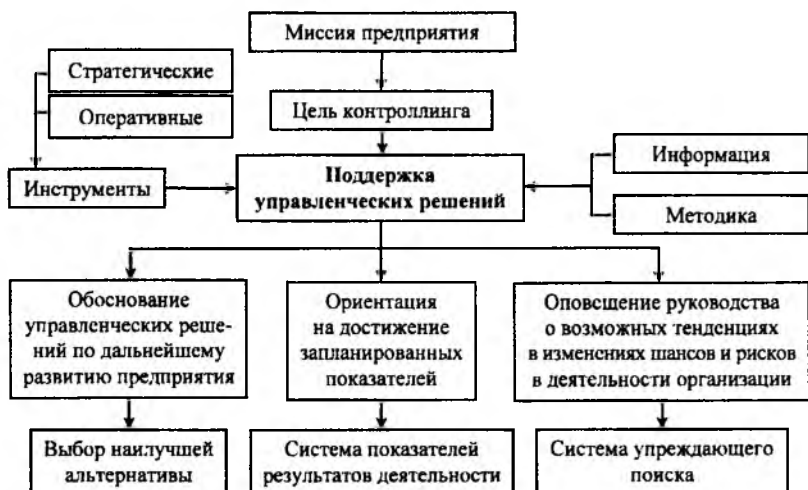 Миссия предприятия
Стратегические
Оперативные
Цель контроллинга
Инструменты
Поддержка
управленческих решений
Информация
Методика
Обоснование
управленческих реше-
ний по дальнейшему
развитию предприятия
Ориентация
на достижение
запланированных
показателей
Оповещение руководства
о возможных тенденциях
в изменениях шансов и рисков
в деятельности организации
Выбор наилучшей
альтернативы
Система показателей
результатов деятельности
Система упреждающего
поиска